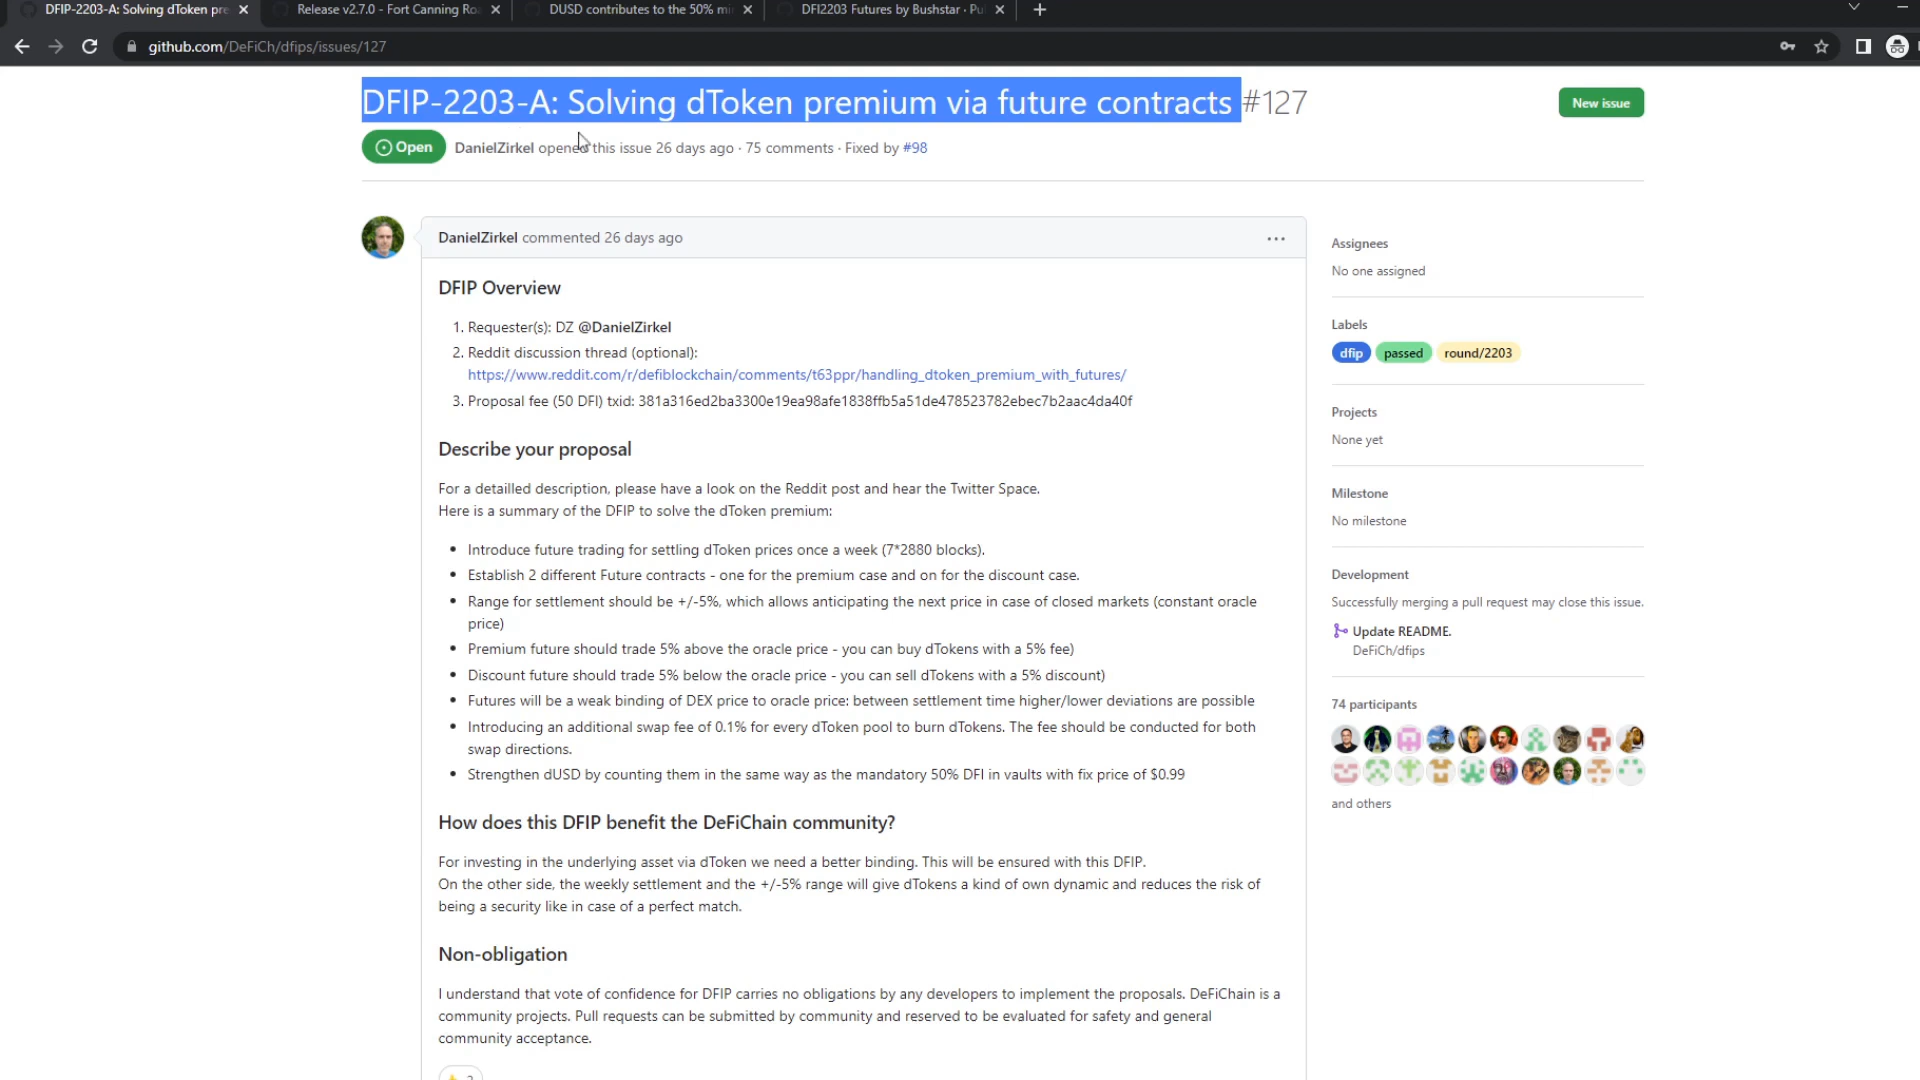 DFIP-2203-A: Solving dToken pre
Release v2.7.0 - Fort Canning Ro
DUSD contributes to the 50% mi
DFI2203 Futures by Bushstar · Pu
github.com/DeFiCh/dfips/issues/127
DFIP-2203-A: Solving dToken premium via future contracts #127
New issue
Open
DanielZirkel opened this issue 26 days ago · 75 comments · Fixed by #98
DanielZirkel commented 26 days ago
DFIP Overview
1. Requester(s): DZ @DanielZirkel
2. Reddit discussion thread (optional):
https://www.reddit.com/r/defiblockchain/comments/t63ppr/handling_dtoken_premium_with_futures/
3. Proposal fee (50 DFI) txid: 381a316ed2ba3300e19ea98afe1838ffb5a51de478523782ebec7b2aac4da40f
Describe your proposal
For a detailled description, please have a look on the Reddit post and hear the Twitter Space.
Here is a summary of the DFIP to solve the dToken premium:
• Introduce future trading for settling dToken prices once a week (7*2880 blocks).
• Establish 2 different Future contracts - one for the premium case and on for the discount case.
• Range for settlement should be +/-5%, which allows anticipating the next price in case of closed markets (constant oracle
price)
• Premium future should trade 5% above the oracle price - you can buy dTokens with a 5% fee)
• Discount future should trade 5% below the oracle price - you can sell dTokens with a 5% discount)
• Futures will be a weak binding of DEX price to oracle price: between settlement time higher/lower deviations are possible
• Introducing an additional swap fee of 0.1% for every dToken pool to burn dTokens. The fee should be conducted for both
swap directions.
• Strengthen dUSD by counting them in the same way as the mandatory 50% DFI in vaults with fix price of $0.99
How does this DFIP benefit the DeFiChain community?
For investing in the underlying asset via dToken we need a better binding. This will be ensured with this DFIP.
On the other side, the weekly settlement and the +/-5% range will give dTokens a kind of own dynamic and reduces the risk of
being a security like in case of a perfect match.
Non-obligation
I understand that vote of confidence for DFIP carries no obligations by any developers to implement the proposals. DeFiChain is a
community projects. Pull requests can be submitted by community and reserved to be evaluated for safety and general
community acceptance.
Assignees
No one assigned
Labels
dfip passed round/2203
Projects
None yet
Milestone
No milestone
Development
Successfully merging a pull request may close this issue.
Update README.
DeFiCh/dfips
74 participants
and others